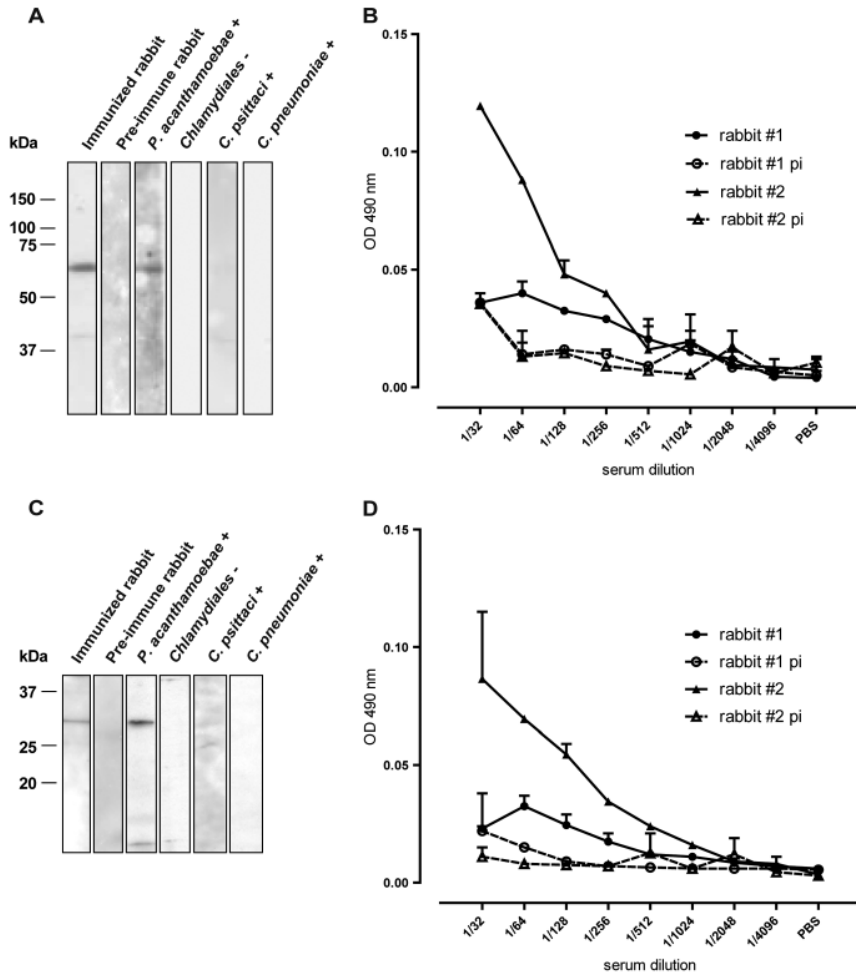 A
Immunized rabbit
Pre-immune rabbit
P. acanthamoebae +
Chlamydiales -
C. psittaci +
C. pneumoniae +
kDa
150
100
75
50
37
B
0.15
0.10
0.05
0.00
OD 490 nm
rabbit #1
rabbit #1 pi
rabbit #2
rabbit #2 pi
1/32
1/64
1/128
1/256
1/512
1/1024
1/2048
1/4096
PBS
serum dilution
C
Immunized rabbit
Pre-immune rabbit
P. acanthamoebae +
Chlamydiales -
C. psittaci +
C. pneumoniae +
kDa
37
25
20
D
0.15
0.10
0.05
0.00
OD 490 nm
rabbit #1
rabbit #1 pi
rabbit #2
rabbit #2 pi
1/32
1/64
1/128
1/256
1/512
1/1024
1/2048
1/4096
PBS
serum dilution